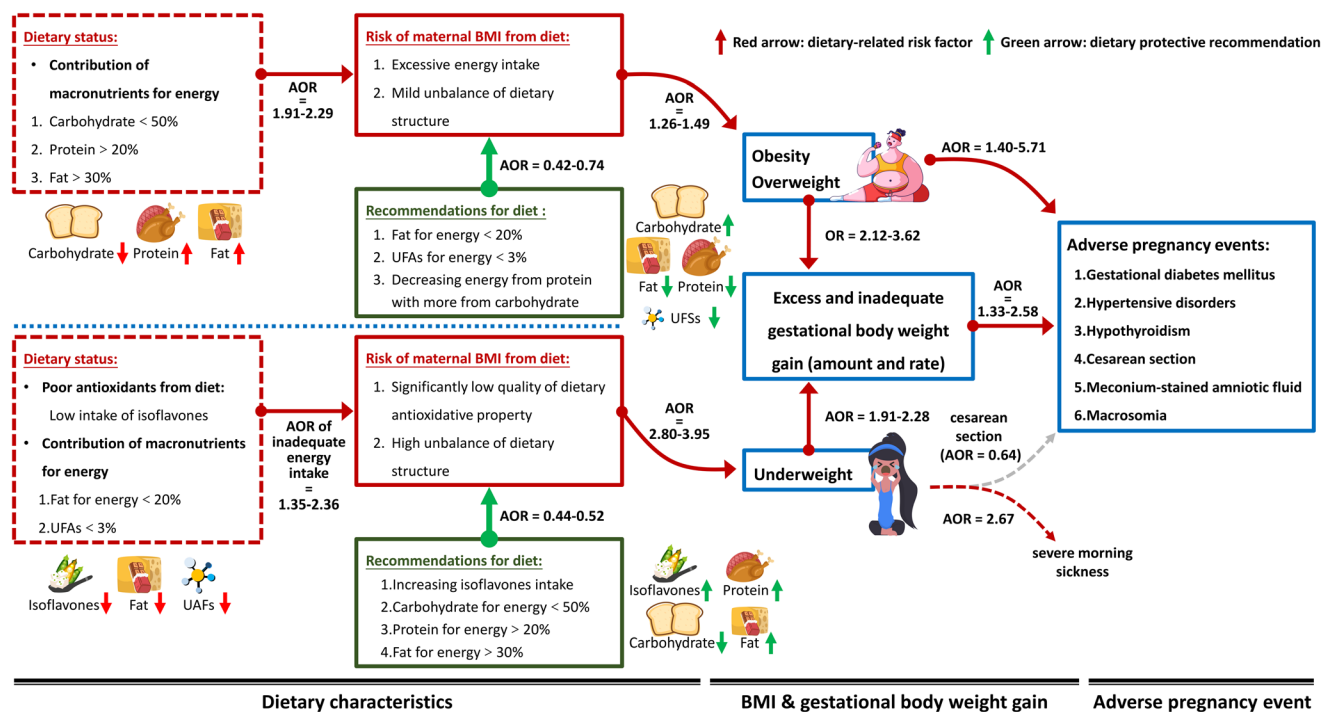 Dietary status:
• Contribution of
macronutrients for energy
1. Carbohydrate < 50%
2. Protein > 20%
3. Fat > 30%
Carbohydrate
Protein
Fat
AOR
=
1.91-2.29
Risk of maternal BMI from diet:
1. Excessive energy intake
2. Mild unbalance of dietary
structure
AOR = 0.42-0.74
Recommendations for diet :
1. Fat for energy < 20%
2. UFAs for energy < 3%
3. Decreasing energy from protein
with more from carbohydrate
Carbohydrate
Fat
Protein
UFSs
Red arrow: dietary-related risk factor
Green arrow: dietary protective recommendation
AOR
=
1.26-1.49
Obesity
Overweight
AOR = 1.40-5.71
OR = 2.12-3.62
Excess and inadequate
gestational body weight
gain (amount and rate)
AOR
=
1.33-2.58
Adverse pregnancy events:
1.Gestational diabetes mellitus
2.Hypertensive disorders
3.Hypothyroidism
4.Cesarean section
5.Meconium-stained amniotic fluid
6.Macrosomia
Dietary status:
• Poor antioxidants from diet:
Low intake of isoflavones
• Contribution of macronutrients
for energy
1.Fat for energy < 20%
2.UFAs < 3%
Isoflavones
Fat
UAFs
AOR of
inadequate
energy
intake
=
1.35-2.36
Risk of maternal BMI from diet:
1. Significantly low quality of dietary
antioxidative property
2. High unbalance of dietary
structure
AOR = 0.44-0.52
Recommendations for diet:
1.Increasing isoflavones intake
2.Carbohydrate for energy < 50%
3.Protein for energy > 20%
4.Fat for energy > 30%
Isoflavones
Protein
Carbohydrate
Fat
AOR
=
2.80-3.95
AOR = 1.91-2.28
Underweight
cesarean
section
(AOR = 0.64)
AOR = 2.67
severe morning
sickness
Dietary characteristics
BMI & gestational body weight gain
Adverse pregnancy event